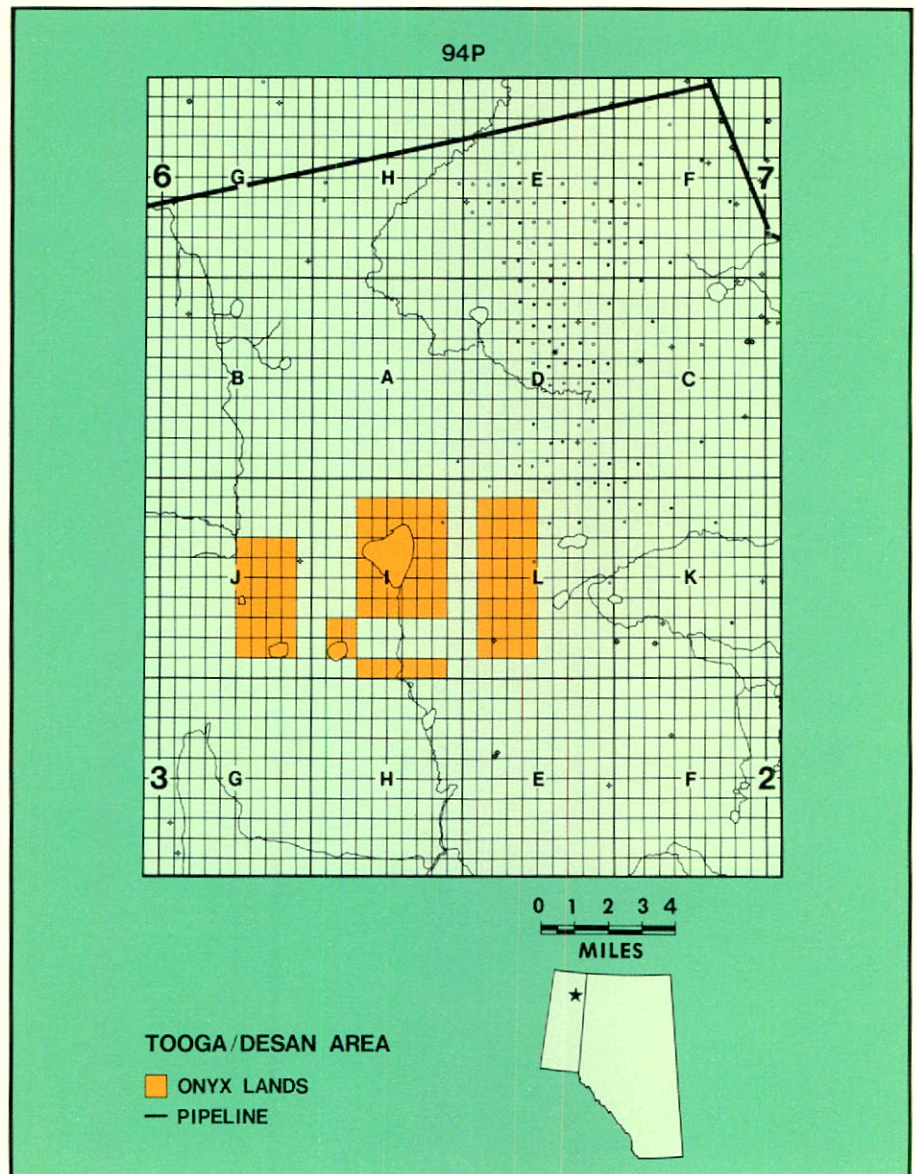 94P
6 G H E F 7
B A D C
J I L K
3 G H E F 2
0 1 2 3 4
MILES
TOOGA/DESAN AREA
ONYX LANDS
PIPELINE